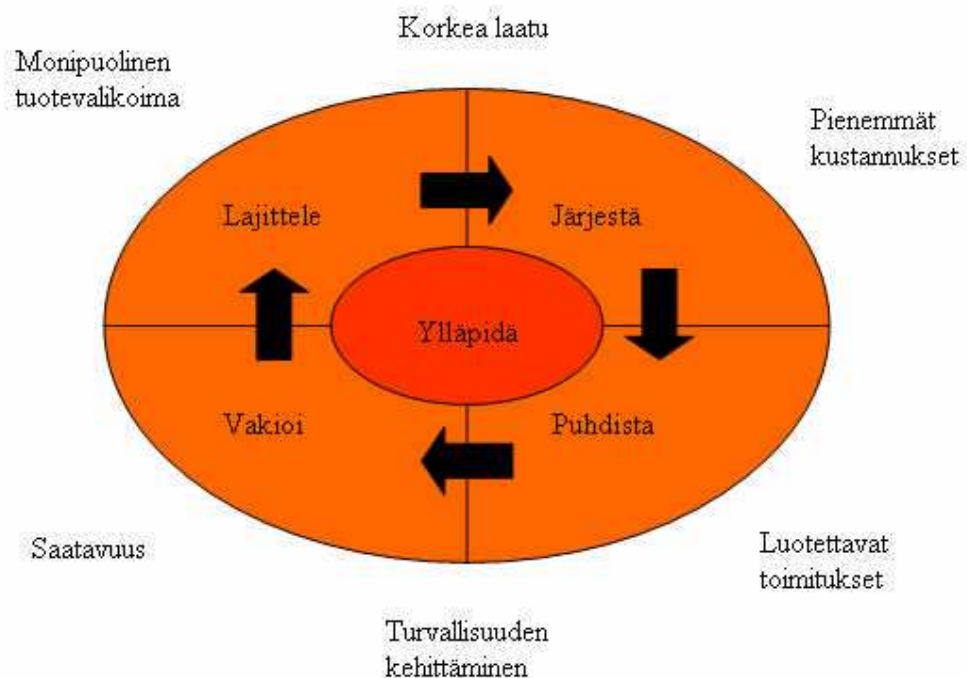 Korkea laatu
Monipuolinen
tuotevalikoima
Pienemmät
kustannukset
Lajittele
Järjestä
Ylläpidä
Vakioi
Puhdista
Saatavuus
Luotettavat
toimitukset
Turvallisuuden
kehittäminen